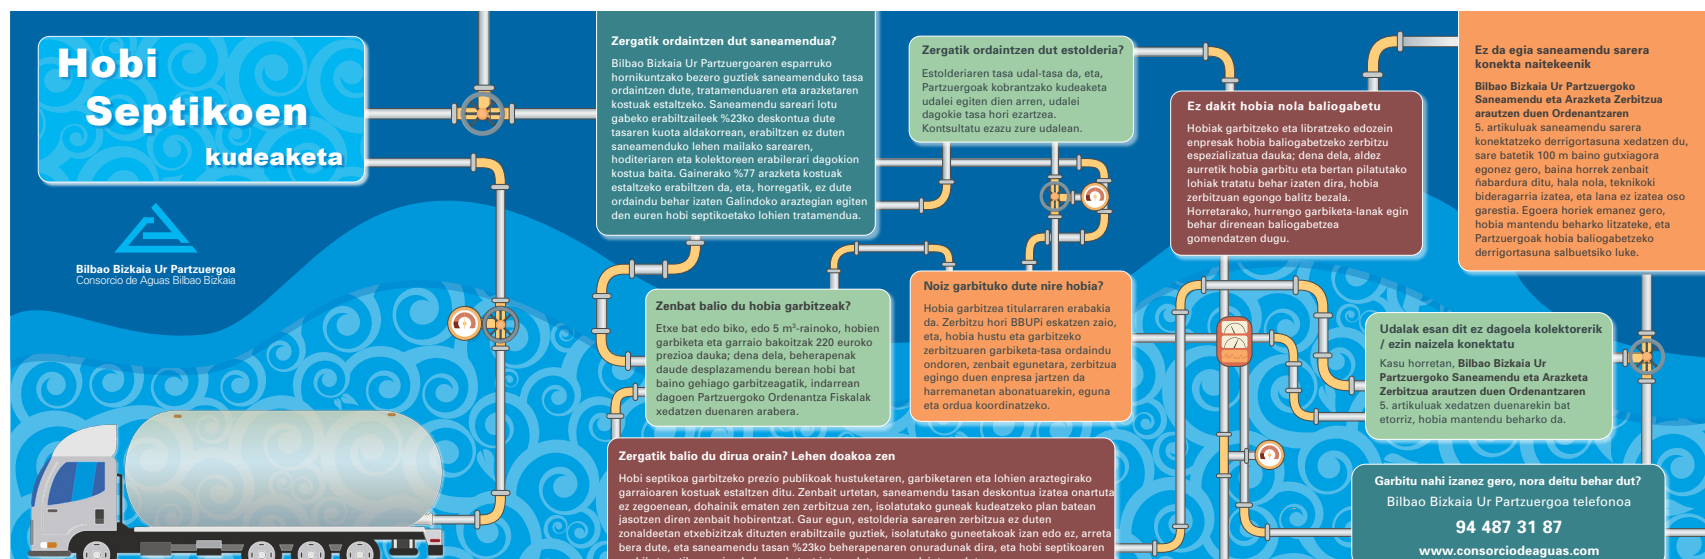 Hobi
Septikoen
kudeaketa
Bilbao Bizkaia Ur Partzuergoa
Consorcio de Aguas Bilbao Bizkaia
Zergatik ordaintzen dut saneamendua?
Bilbao Bizkaia Ur Partzuergoaren esparruko
hornikuntzako bezero guztiek saneamenduko tasa
ordaintzen dute, tratamenduaren eta arazketaren
kostuak estaltzeko. Saneamendu sareari lotu
gabeko erabiltzaileek %23ko deskontua dute
tasaren kuota aldakorrean, erabiltzen ez duten
saneamenduko lehen mailako sarearen,
hoditeriaren eta kolektoreen erabilerari dagokion
kostua baita. Gainerako %77 arazketa kostuak
estaltzeko erabiltzen da, eta, horregatik, ez dute
ordaindu behar izaten Galindoko araztegian egiten
den euren hobi septikoetako lohien tratamendua.
Zergatik ordaintzen dut estolderia?
Estolderiaren tasa udal-tasa da, eta,
Partzuergoak kobrantzako kudeaketa
udalei egiten dien arren, udalei
dagokie tasa hori ezartzea.
Kontsultatu ezazu zure udalean.
Ez dakit hobia nola baliogabetu
Hobiak garbitzeko eta libratzeko edozein
enpresak hobia baliogabetzeko zerbitzu
espezializatua dauka; dena dela, aldez
aurretik hobia garbitu eta bertan pilatutako
lohiak tratatu behar izaten dira, hobia
zerbitzuan egongo balitz bezala.
Horretarako, hurrengo garbiketa-lanak egin
behar direnean baliogabetzea
gomendatzen dugu.
Ez da egia saneamendu sarera
konekta naitekeenik
Bilbao Bizkaia Ur Partzuergoko
Saneamendu eta Arazketa Zerbitzua
arautzen duen Ordenantzaren
5. artikuluak saneamendu sarera
konektatzeko derrigortasuna xedatzen du,
sare batetik 100 m baino gutxiagora
egonez gero, baina horrek zenbait
ñabardura ditu, hala nola, teknikoki
bideragarria izatea, eta lana ez izatea oso
garestia. Egoera horiek emanez gero,
hobia mantendu beharko litzateke, eta
Partzuergoak hobia baliogabetzeko
derrigortasuna salbuetsiko luke.
Zenbat balio du hobia garbitzeak?
Etxe bat edo biko, edo 5 m³-rainoko, hobien
garbiketa eta garraio bakoitzak 220 euroko
prezioa dauka; dena dela, beherapenak
daude desplazamendu berean hobi bat
baino gehiago garbitzeagatik, indarrean
dagoen Partzuergoko Ordenantza Fiskalak
xedatzen duenaren arabera.
Noiz garbituko dute nire hobia?
Hobia garbitzea titularraren erabakia
da. Zerbitzu hori BBUPi eskatzen zaio,
eta, hobia hustu eta garbitzeko
zerbitzuaren garbiketa-tasa ordaindu
ondoren, zenbait egunetara, zerbitzua
egingo duen enpresa jartzen da
harremanetan abonatuarekin, eguna
eta ordua koordinatzeko.
Udalak esan dit ez dagoela kolektorerik
/ ezin naizela konektatu
Kasu horretan, Bilbao Bizkaia Ur
Partzuergoko Saneamendu eta Arazketa
Zerbitzua arautzen duen Ordenantzaren
5. artikuluak xedatzen duenarekin bat
etorriz, hobia mantendu beharko da.
Zergatik balio du dirua orain? Lehen doakoa zen
Hobi septikoa garbitzeko prezio publikoak hustuketaren, garbiketaren eta lohien araztegirako
garraioaren kostuak estaltzen ditu. Zenbait urtetan, saneamendu tasan deskontua izatea onartuta
ez zegoenean, dohainik ematen zen zerbitzua zen, isolatutako guneak kudeatzeko plan batean
jasotzen diren zenbait hobirentzat. Gaur egun, estolderia sarearen zerbitzua ez duten
zonaldeetan etxebizitzak dituzten erabiltzaile guztiek, isolatutako guneetakoak izan edo ez, arreta
bera dute, eta saneamendu tasan %23ko beherapenaren onuradunak dira, eta hobi septikoaren
Garbitu nahi izanez gero, nora deitu behar dut?
Bilbao Bizkaia Ur Partzuergoa telefonoa
94 487 31 87
www.consorciodeaguas.com